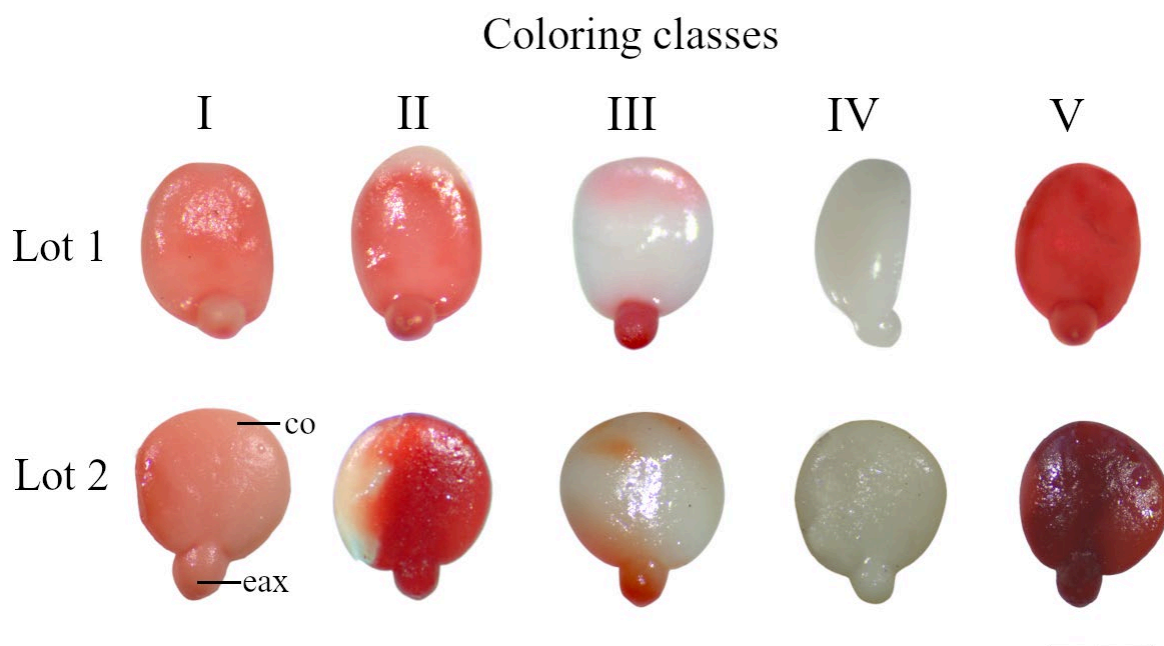 Coloring classes
I II III IV V
Lot 1
co
Lot 2
eax